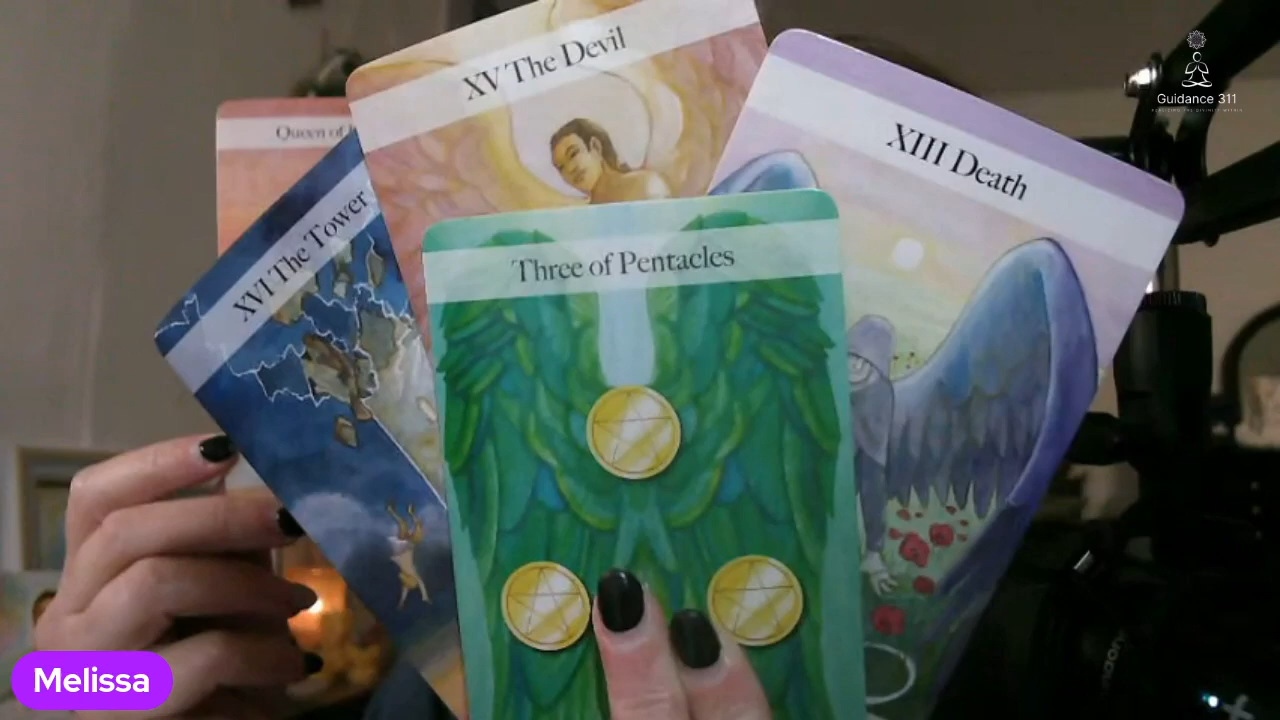 XV The Devil
Guidance 311
Queen of
XIII Death
XVI The Tower
Three of Pentacles
Melissa